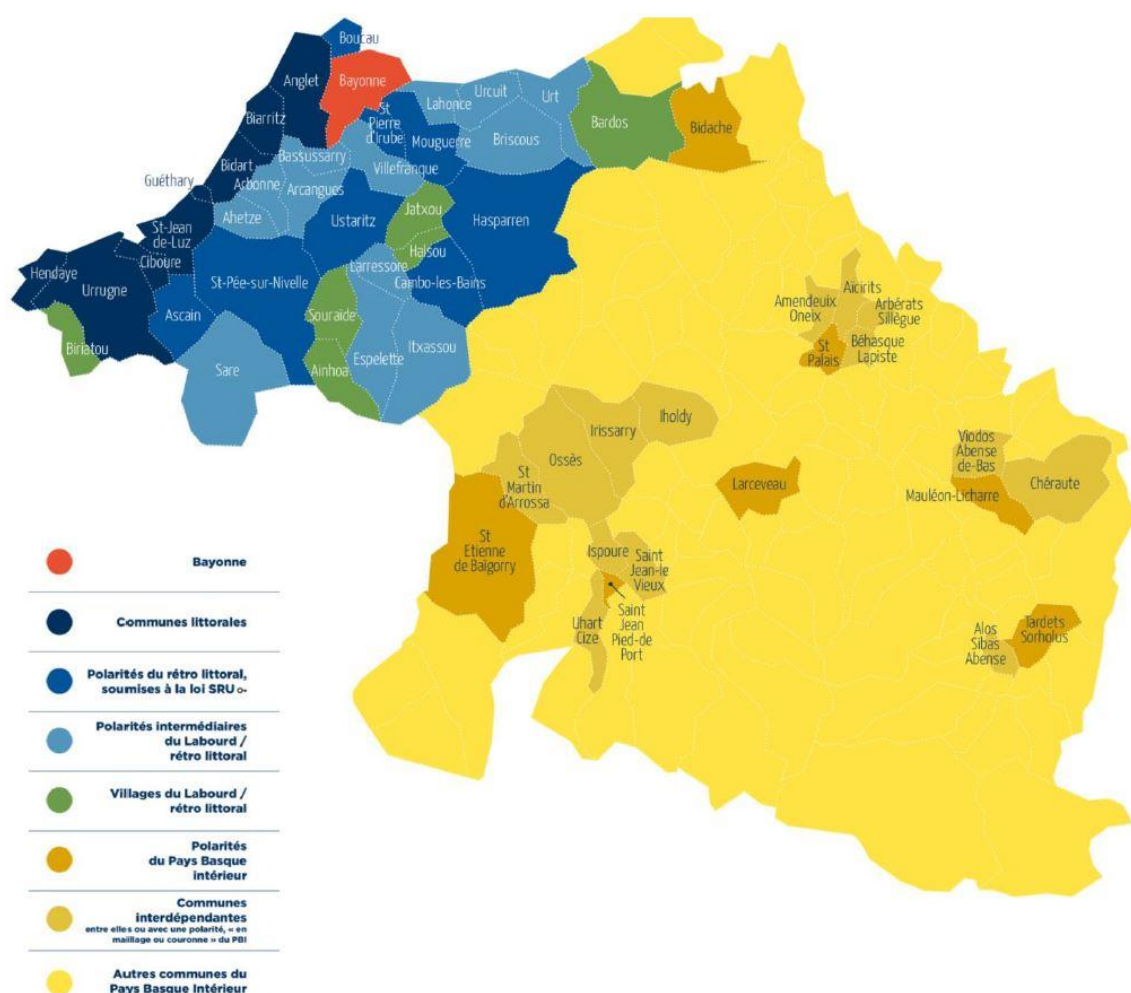 Boucau
Anglet
Bayonne
Biarritz
St
Pierre
d'Irube
Lahonce
Urcuit
Urt
Mouguerre
Briscous
Bardos
Bidache
Bidart
Bassussarry
Villefranque
Guéthary
Arbonne
Arcangues
Ahetze
Jatxou
Hasparren
St-Jean
de-Luz
Ustaritz
Halsou
Ciboure
Larressore
Hendaye
Urrugne
St-Pée-sur-Nivelle
Cambo-les-Bains
Ascain
Souraide
Biriatou
Sare
Ainhoa
Espelette
Itxassou
Aïcirits
Amendeuix
Oneix
Arbérats
Sillègue
St
Palais
Béhasque
Lapiste
Iholdy
Irissarry
Ossès
St
Martin
d'Arrossa
Larceveau
Viodos
Abense
de-Bas
Mauléon-Licharre
Chéraute
St
Etienne
de Baïgorry
Ispoure
Saint
Jean-le
Vieux
Uhart
Cize
Saint
Jean
Pied-de
Port
Alos
Sibas
Abense
Tardets
Sorholus
Bayonne
Communes littorales
Polarités du rétro littoral,
soumises à la loi SRU
Polarités intermédiaires
du Labourd /
rétro littoral
Villages du Labourd /
rétro littoral
Polarités
du Pays Basque
intérieur
Communes
interdépendantes
entre elles ou avec une polarité, « en
maillage ou couronne » du PBI
Autres communes du
Pays Basque Intérieur